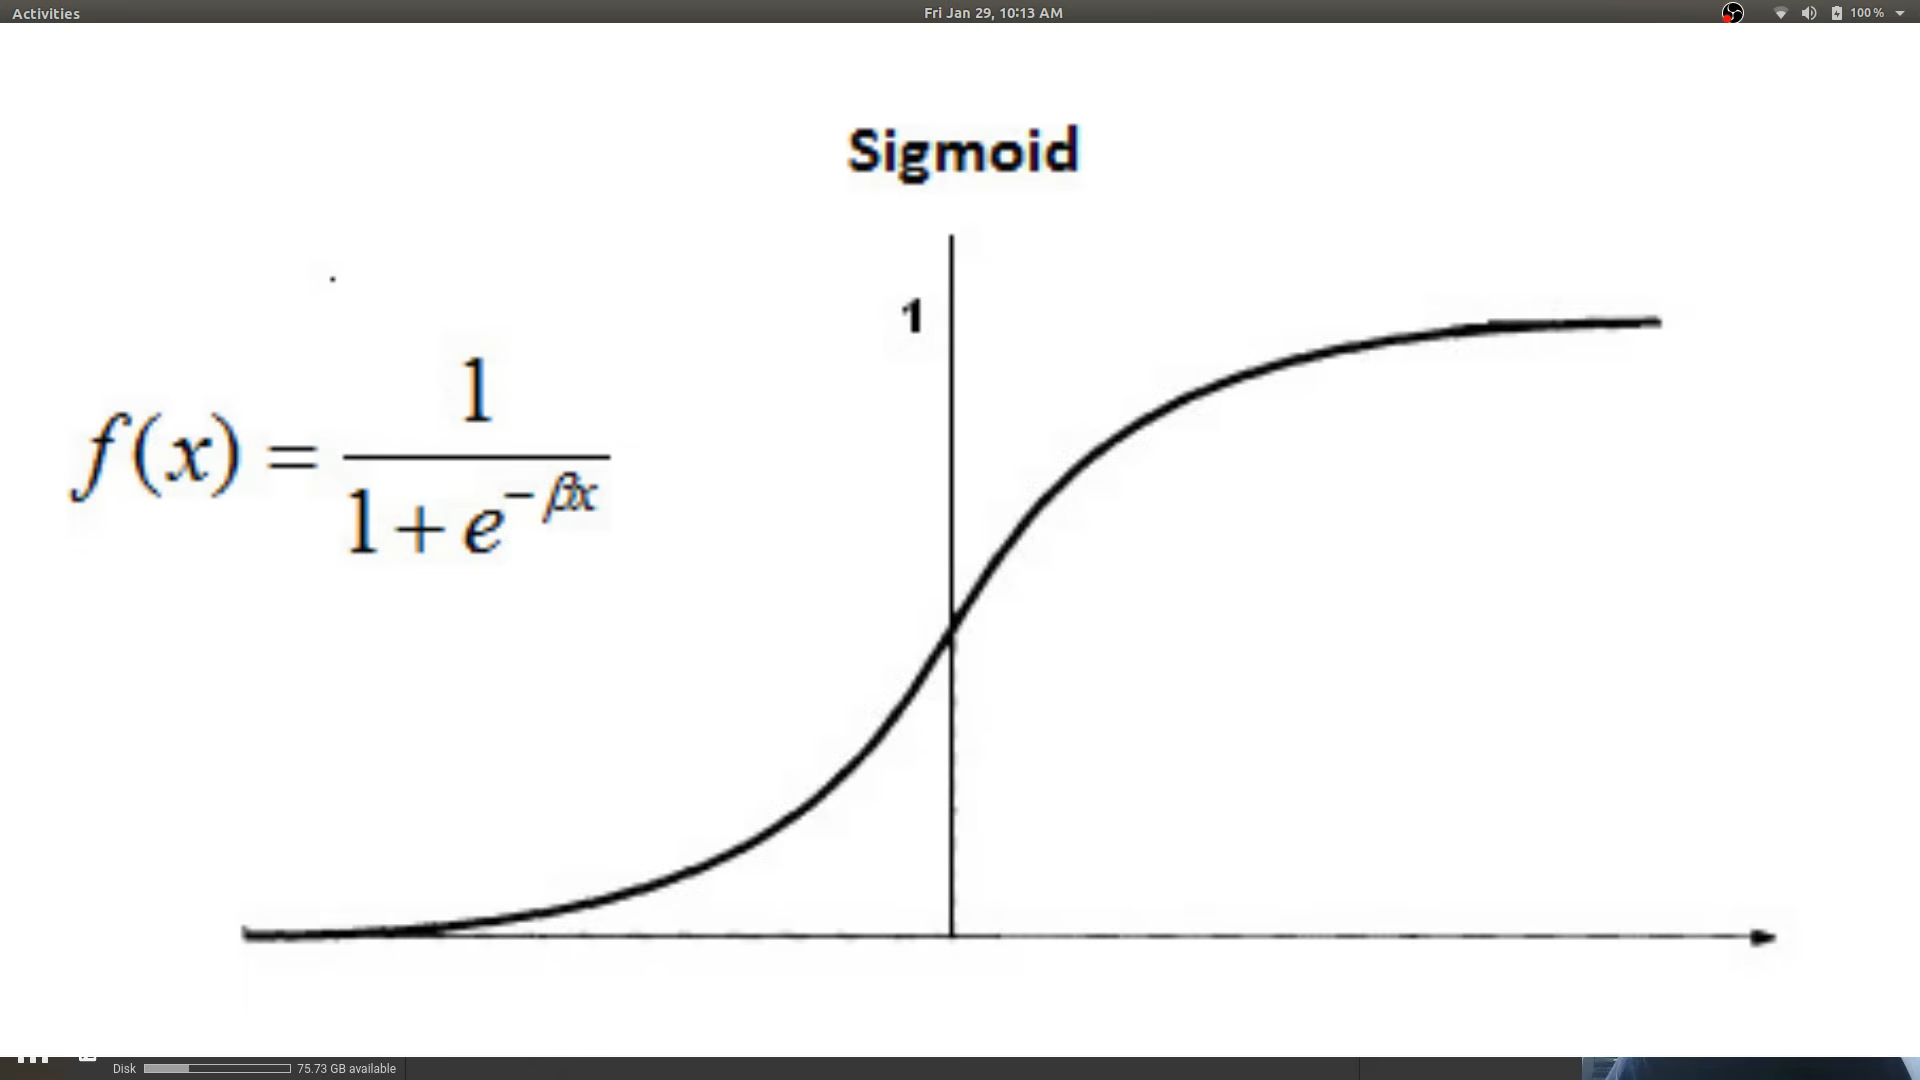 Activities
Fri Jan 29, 10:13 AM
100%
Sigmoid
1
f(x) = 1 / (1 + e^{-βx})
Disk 75.73 GB available